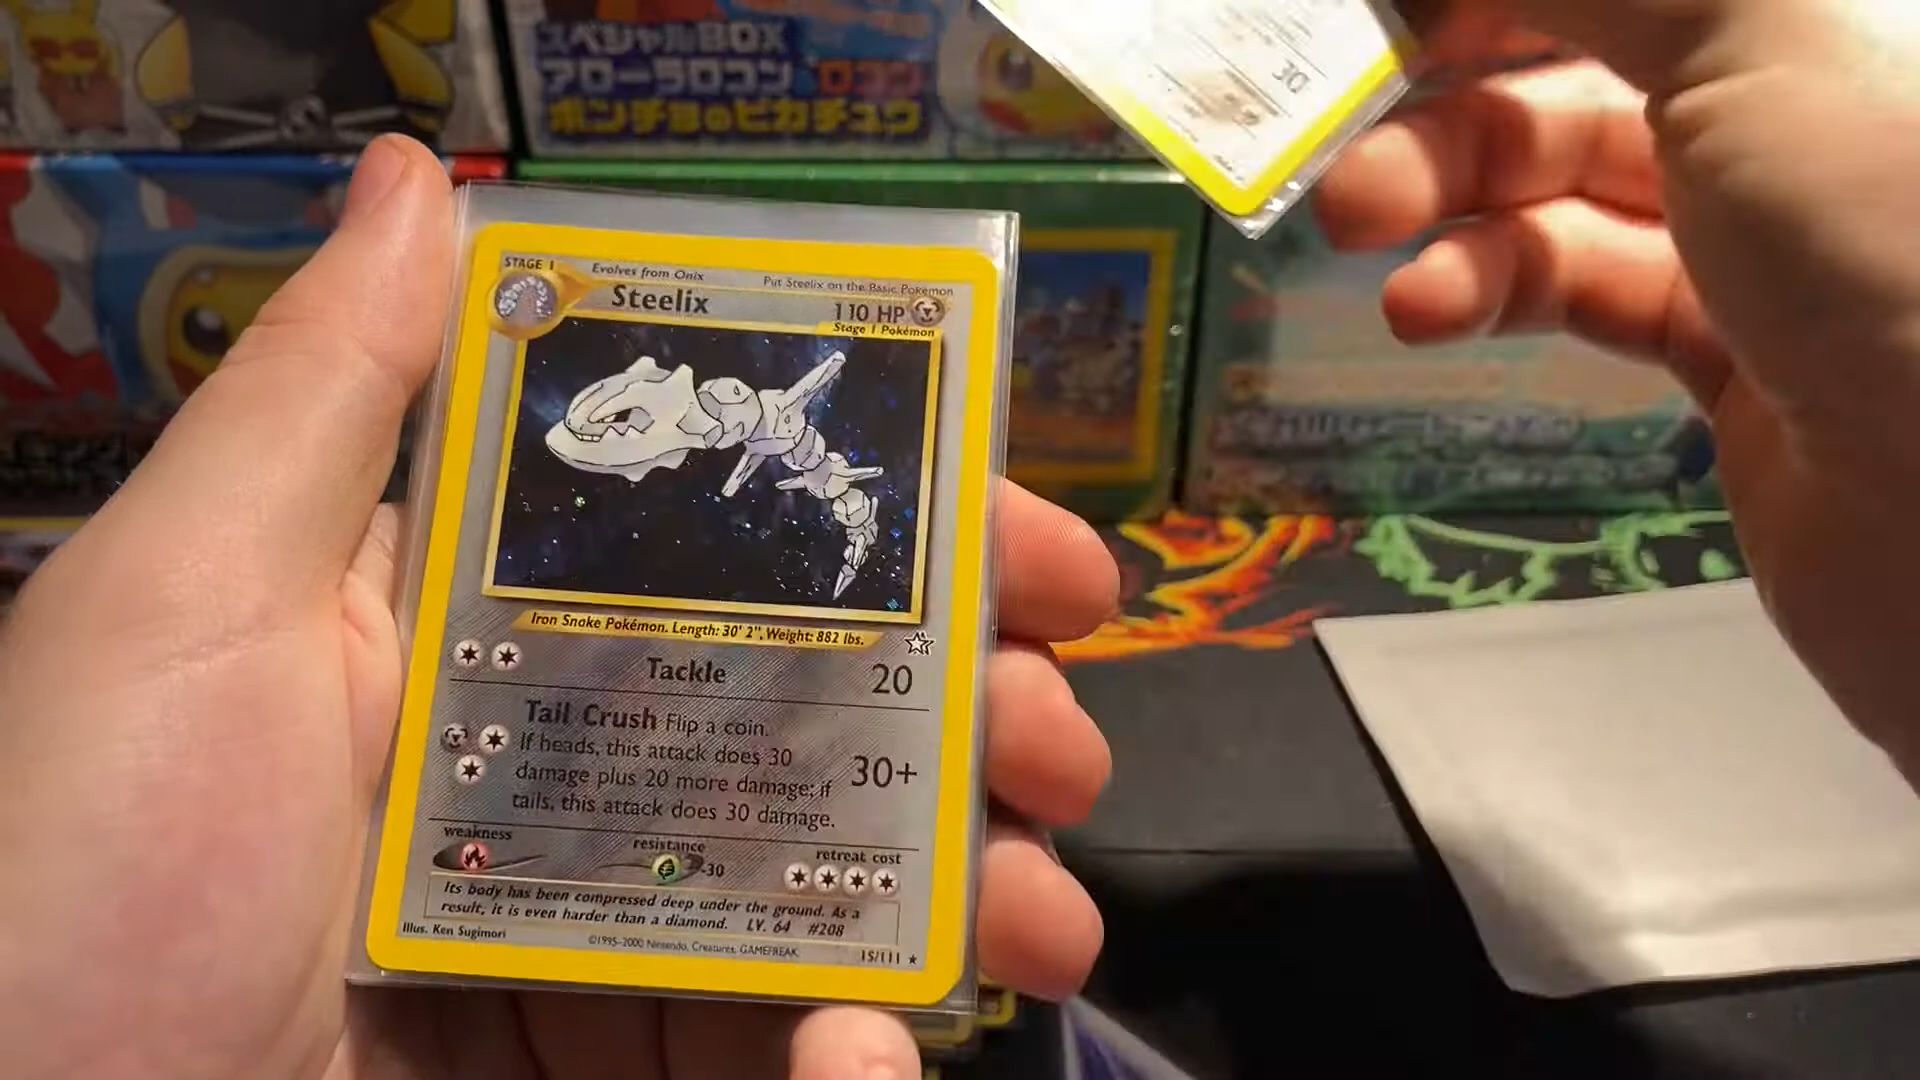 スペシャルBOX
アローラロコン&ロコン
ポンチョのピカチュウ
STAGE 1
Evolves from Onix
Put Steelix on the Basic Pokémon
Steelix
110 HP
Stage 1 Pokémon
Iron Snake Pokémon. Length: 30' 2", Weight: 882 lbs.
Tackle
20
Tail Crush Flip a coin.
If heads, this attack does 30
damage plus 20 more damage; if
tails, this attack does 30 damage.
30+
weakness
resistance
-30
retreat cost
Its body has been compressed deep under the ground. As a
result, it is even harder than a diamond. LV. 64 #208
Illus. Ken Sugimori
©1995-2000 Nintendo, Creatures, GAMEFREAK.
15/111